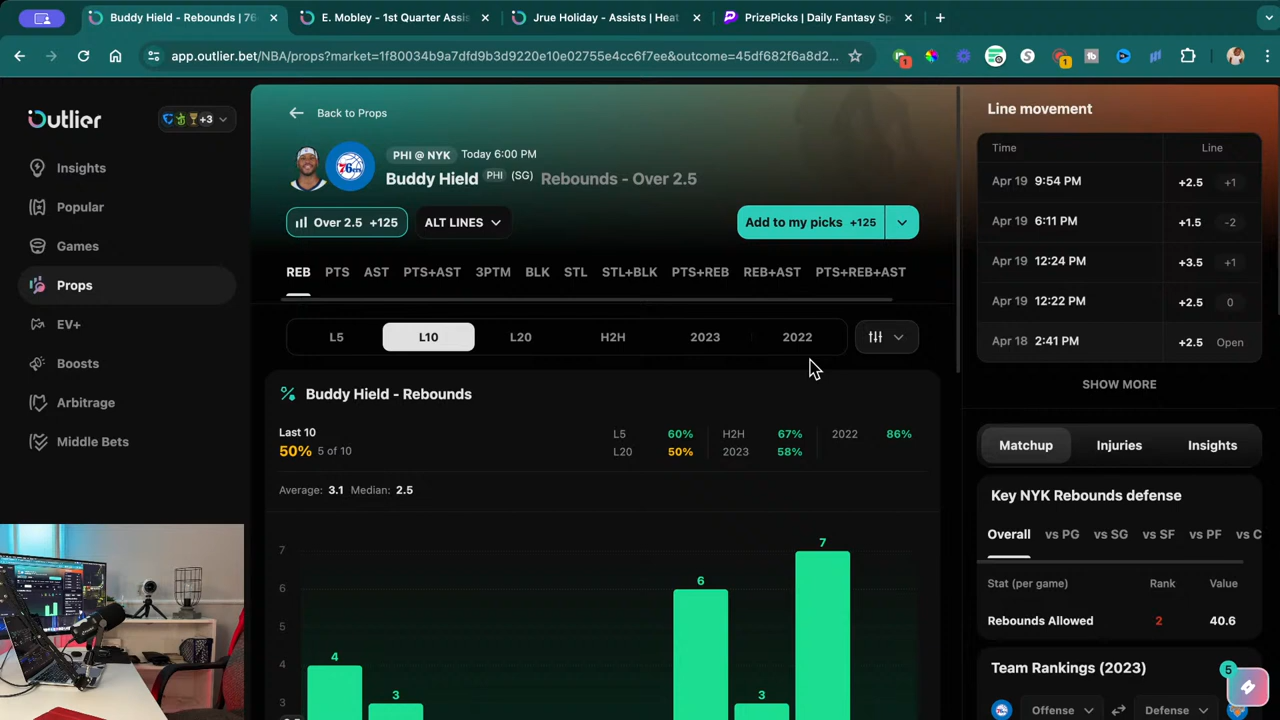 Buddy Hield - Rebounds | 76
E. Mobley - 1st Quarter Assis
Jrue Holiday - Assists | Heat
PrizePicks | Daily Fantasy Sp
app.outlier.bet/NBA/props?market=1f80034b9a7dfd9d3220e10e02755e4cc6f7ee&outcome=45df682f6a8d2...
1
S
1
tb
Outlier
+3
Insights
Popular
Games
Props
EV+
Boosts
Arbitrage
Middle Bets
Back to Props
PHI @ NYK Today 6:00 PM
Buddy Hield PHI (SG) Rebounds - Over 2.5
76ers
Over 2.5 +125
ALT LINES
Add to my picks +125
REB PTS AST PTS+AST 3PTM BLK STL STL+BLK PTS+REB REB+AST PTS+REB+AST
L5 L10 L20 H2H 2023 2022
Buddy Hield - Rebounds
Last 10
50% 5 of 10
L5 60% H2H 67% 2022 86%
L20 50% 2023 58%
Average: 3.1 Median: 2.5
7
6
5
4
3
4
3
6
3
7
Line movement
Time Line
Apr 19 9:54 PM +2.5 +1
Apr 19 6:11 PM +1.5 -2
Apr 19 12:24 PM +3.5 +1
Apr 19 12:22 PM +2.5 0
Apr 18 2:41 PM +2.5 Open
SHOW MORE
Matchup Injuries Insights
Key NYK Rebounds defense
Overall vs PG vs SG vs SF vs PF vs C
Stat (per game) Rank Value
Rebounds Allowed 2 40.6
Team Rankings (2023)
5
Offense Defense